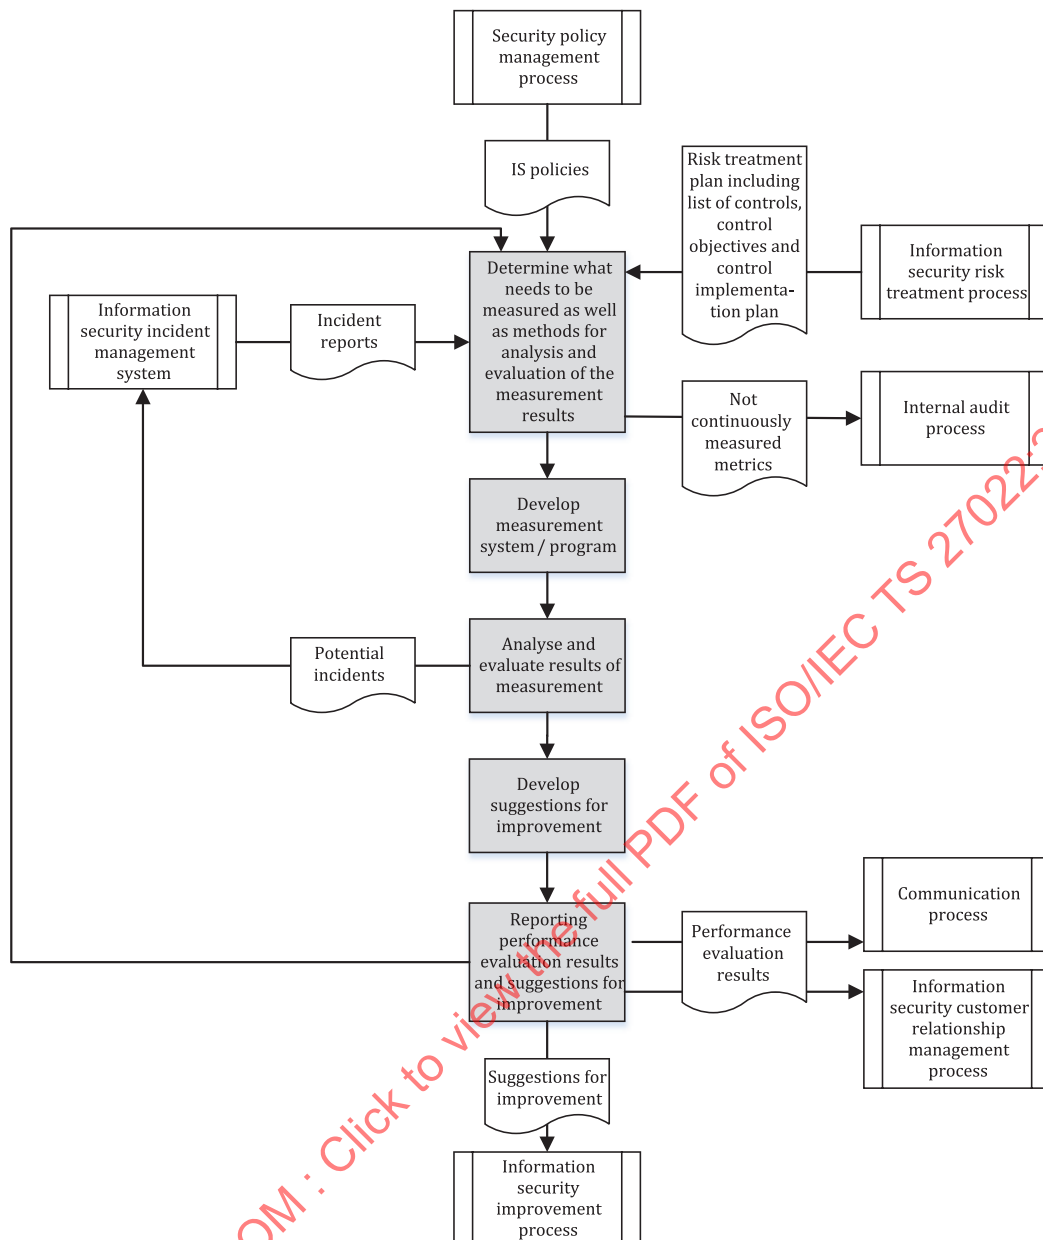 Security policy
management
process
IS policies
Risk treatment
plan including
list of controls,
control
objectives and
control
implementa-
tion plan
Information
security risk
treatment process
Determine what
needs to be
measured as well
as methods for
analysis and
evaluation of the
measurement
results
Information
security incident
management
system
Incident
reports
Not
continuously
measured
metrics
Internal audit
process
Develop
measurement
system / program
Analyse and
evaluate results of
measurement
Potential
incidents
Develop
suggestions for
improvement
Reporting
performance
evaluation results
and suggestions for
improvement
Performance
evaluation
results
Communication
process
Information
security customer
relationship
management
process
Suggestions for
improvement
Information
security
improvement
process
OM : Click to view the full PDF of ISO/IEC TS 27022: